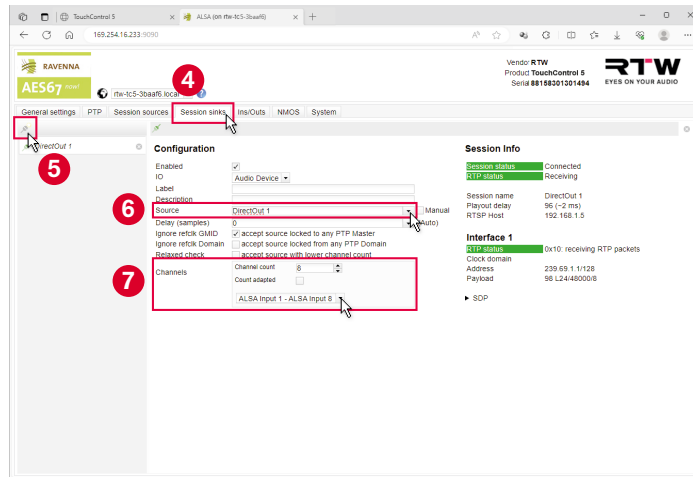 TouchControl 5
ALSA (on rtw-tc5-3baaf6)
169.254.16.233:9090
RAVENNA
AES67
rtw-tc5-3baaf6.local
4
Vendor RTW
Product TouchControl 5
Serial 88158301301494
RTW
EYES ON YOUR AUDIO
General settings PTP Session sources Session sinks Ins/Outs NMOS System
DirectOut 1
5
Configuration
Enabled
IO Audio Device
Label
Description
6
Source DirectOut 1 Manual
Delay (samples) 0 Auto)
Ignore refclk GMID accept source locked to any PTP Master
Ignore refclk Domain accept source locked from any PTP Domain
Relaxed check accept source with lower channel count
7
Channels Channel count 8
Count adapted
ALSA Input 1 - ALSA Input 8
Session Info
Session status Connected
RTP status Receiving
Session name DirectOut 1
Playout delay 96 (~2 ms)
RTSP Host 192.168.1.5
Interface 1
RTP status 0x10: receiving RTP packets
Clock domain
Address 239.69.1.1/128
Payload 98 L24/48000/8
SDP